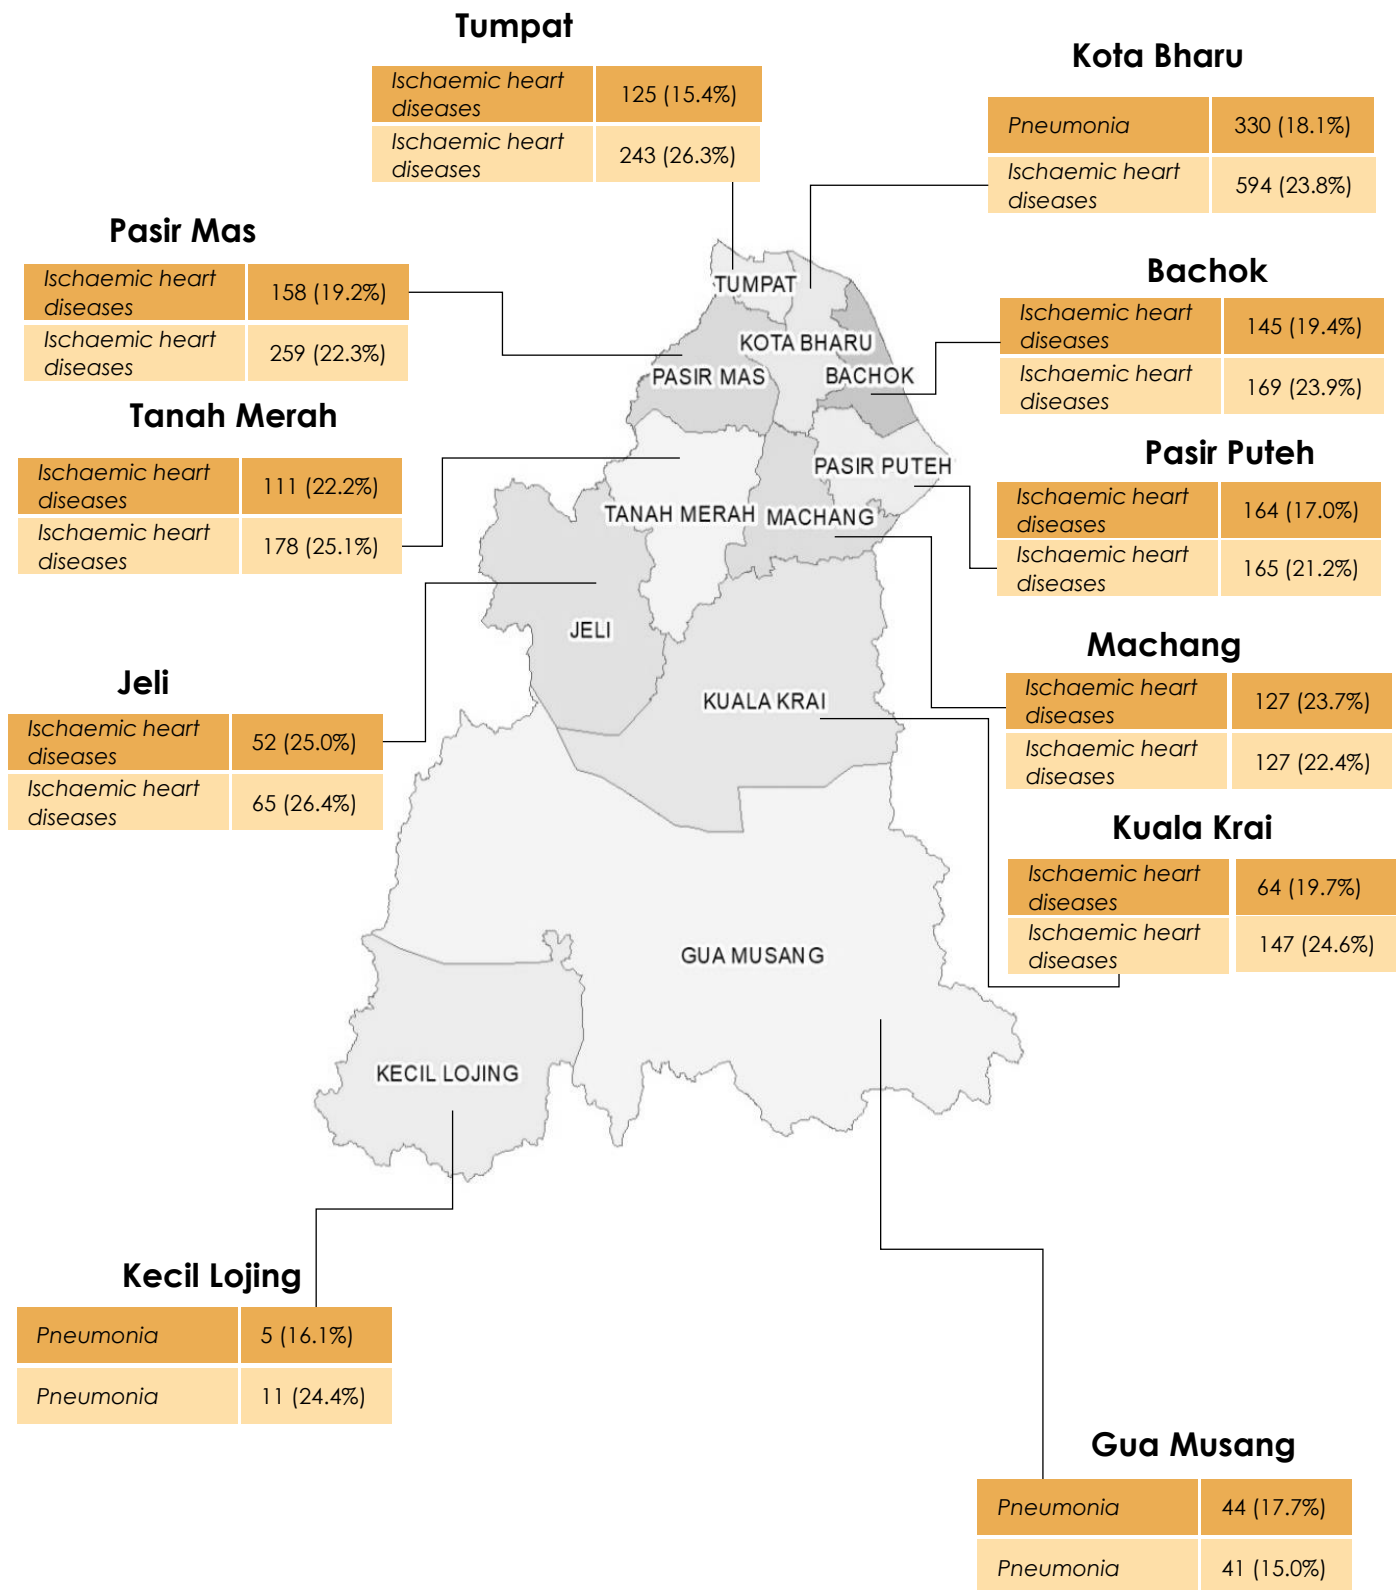 Tumpat
Ischaemic heart
diseases
125 (15.4%)
Ischaemic heart
diseases
243 (26.3%)
Kota Bharu
Pneumonia
330 (18.1%)
Ischaemic heart
diseases
594 (23.8%)
Pasir Mas
Ischaemic heart
diseases
158 (19.2%)
Ischaemic heart
diseases
259 (22.3%)
Bachok
Ischaemic heart
diseases
145 (19.4%)
Ischaemic heart
diseases
169 (23.9%)
Tanah Merah
Ischaemic heart
diseases
111 (22.2%)
Ischaemic heart
diseases
178 (25.1%)
Pasir Puteh
Ischaemic heart
diseases
164 (17.0%)
Ischaemic heart
diseases
165 (21.2%)
Jeli
Ischaemic heart
diseases
52 (25.0%)
Ischaemic heart
diseases
65 (26.4%)
Machang
Ischaemic heart
diseases
127 (23.7%)
Ischaemic heart
diseases
127 (22.4%)
Kuala Krai
Ischaemic heart
diseases
64 (19.7%)
Ischaemic heart
diseases
147 (24.6%)
TUMPAT
KOTA BHARU
PASIR MAS
BACHOK
PASIR PUTEH
TANAH MERAH
MACHANG
JELI
KUALA KRAI
GUA MUSANG
KECIL LOJING
Kecil Lojing
Pneumonia
5 (16.1%)
Pneumonia
11 (24.4%)
Gua Musang
Pneumonia
44 (17.7%)
Pneumonia
41 (15.0%)